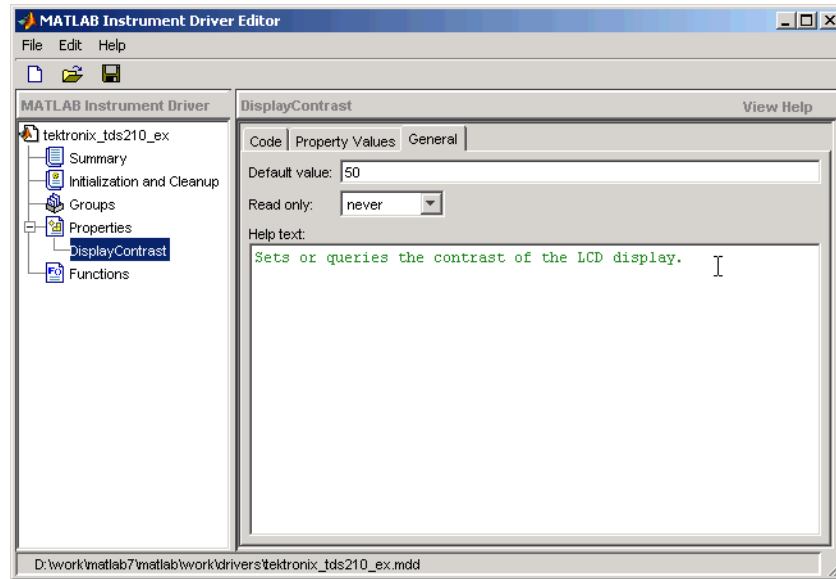 MATLAB Instrument Driver Editor
File Edit Help
MATLAB Instrument Driver
tektronix_tds210_ex
Summary
Initialization and Cleanup
Groups
Properties
DisplayContrast
Functions
DisplayContrast View Help
Code Property Values General
Default value: 50
Read only: never
Help text:
Sets or queries the contrast of the LCD display.
D:\work\matlab7\matlab\work\drivers\tektronix_tds210_ex.mdd